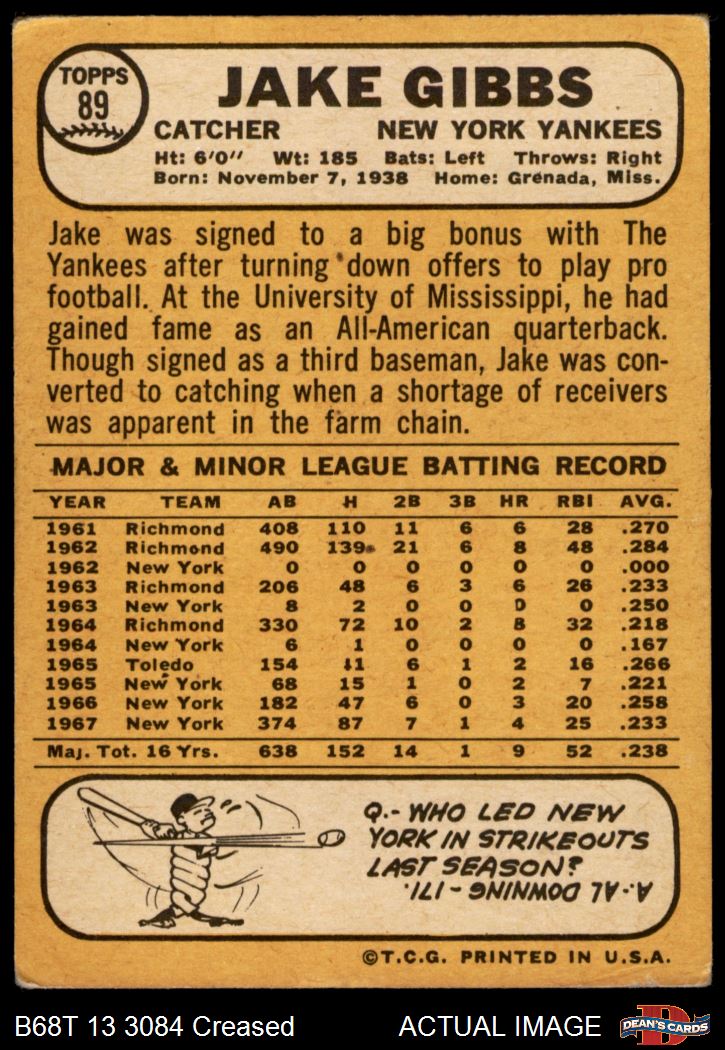 TOPPS
89
JAKE GIBBS
CATCHER NEW YORK YANKEES
Ht: 6'0" Wt: 185 Bats: Left Throws: Right
Born: November 7, 1938 Home: Grenada, Miss.
Jake was signed to a big bonus with The
Yankees after turning down offers to play pro
football. At the University of Mississippi, he had
gained fame as an All-American quarterback.
Though signed as a third baseman, Jake was con-
verted to catching when a shortage of receivers
was apparent in the farm chain.
MAJOR & MINOR LEAGUE BATTING RECORD
YEAR TEAM AB H 2B 3B HR RBI AVG.
1961 Richmond 408 110 11 6 6 28 .270
1962 Richmond 490 139 21 6 8 48 .284
1962 New York 0 0 0 0 0 0 .000
1963 Richmond 206 48 6 3 6 26 .233
1963 New York 8 2 0 0 0 0 .250
1964 Richmond 330 72 10 2 8 32 .218
1964 New York 6 1 0 0 0 0 .167
1965 Toledo 154 41 6 1 2 16 .266
1965 New York 68 15 1 0 2 7 .221
1966 New York 182 47 6 0 3 20 .258
1967 New York 374 87 7 1 4 25 .233
Maj. Tot. 16 Yrs. 638 152 14 1 9 52 .238
Q.- WHO LED NEW
YORK IN STRIKEOUTS
LAST SEASON?
A.- AL DOWNING - 171.
©T.C.G. PRINTED IN U.S.A.
B68T 13 3084 Creased ACTUAL IMAGE
D
DEAN'S CARDS